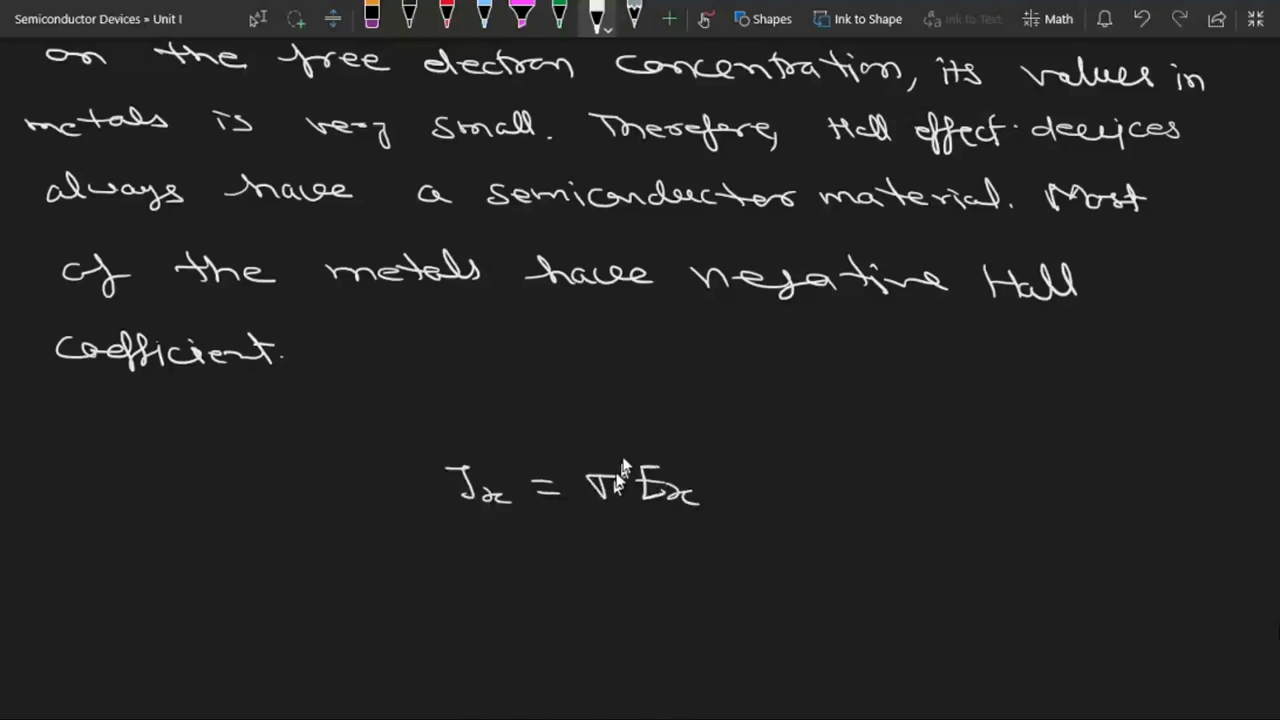 Semiconductor Devices » Unit I
Shapes
Ink to Shape
Ink to Text
Math
on the free electron concentration, its values in
metals is very small. Therefore, Hall effect devices
always have a semiconductor material. Most
of the metals have negative Hall
coefficient.
Jx = σ Ex